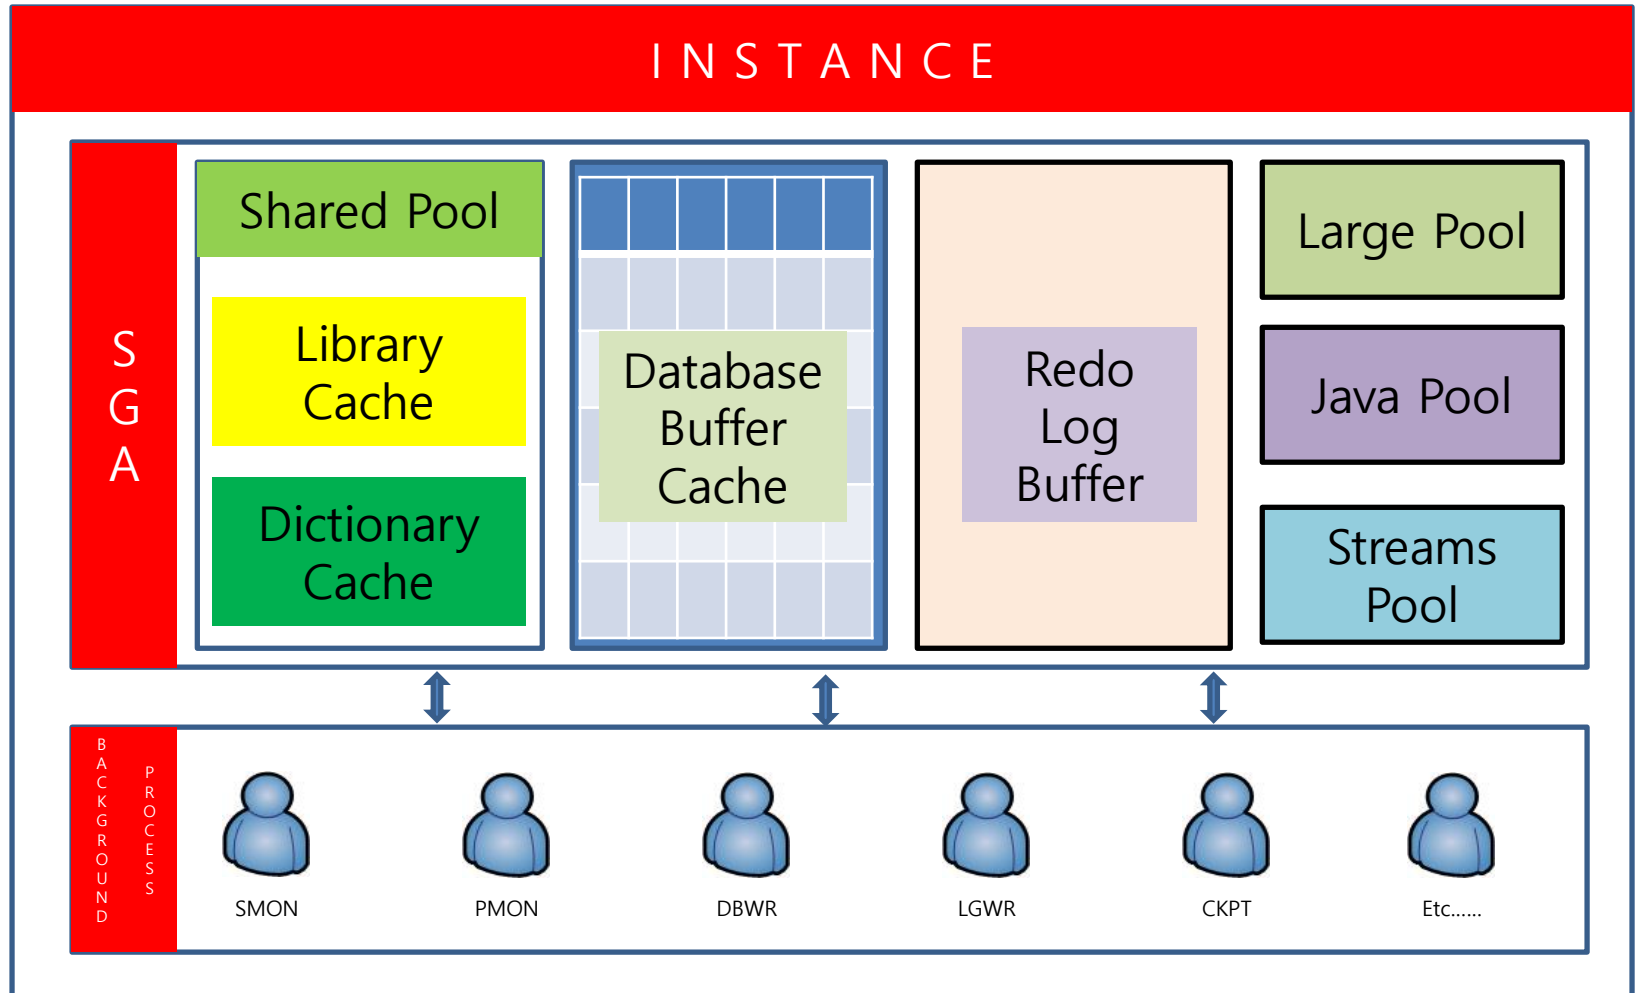 INSTANCE
SGA
Shared Pool
Library
Cache
Dictionary
Cache
Database
Buffer
Cache
Redo
Log
Buffer
Large Pool
Java Pool
Streams
Pool
BACKGROUND
PROCESS
SMON
PMON
DBWR
LGWR
CKPT
Etc......